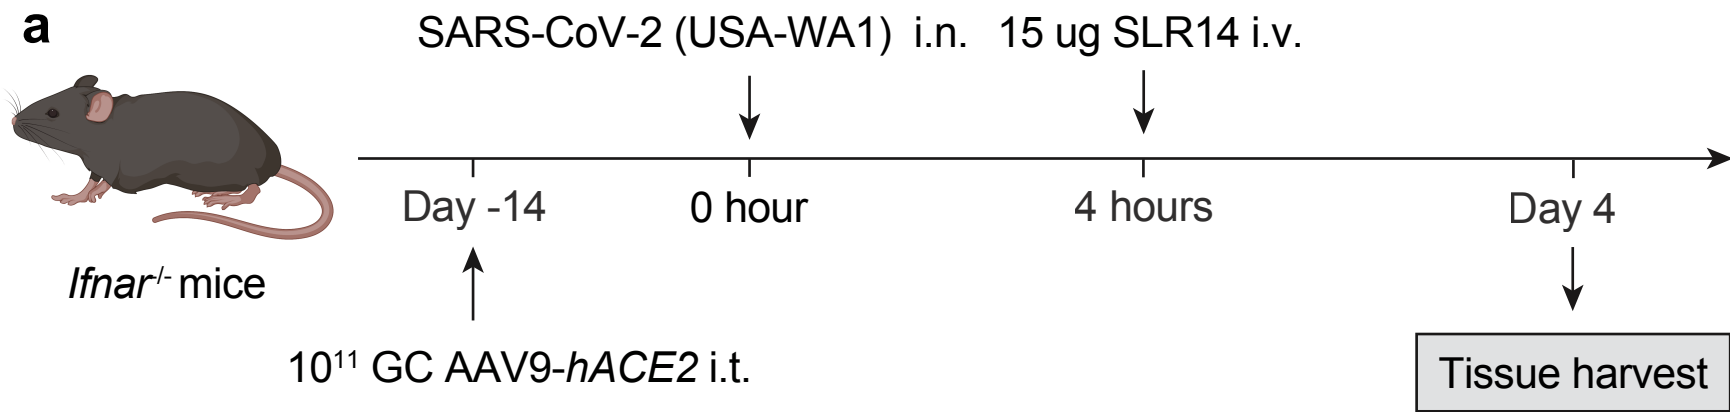 a
SARS-CoV-2 (USA-WA1) i.n.
15 ug SLR14 i.v.
Day -14
0 hour
4 hours
Day 4
Ifnar-/- mice
10¹¹ GC AAV9-hACE2 i.t.
Tissue harvest